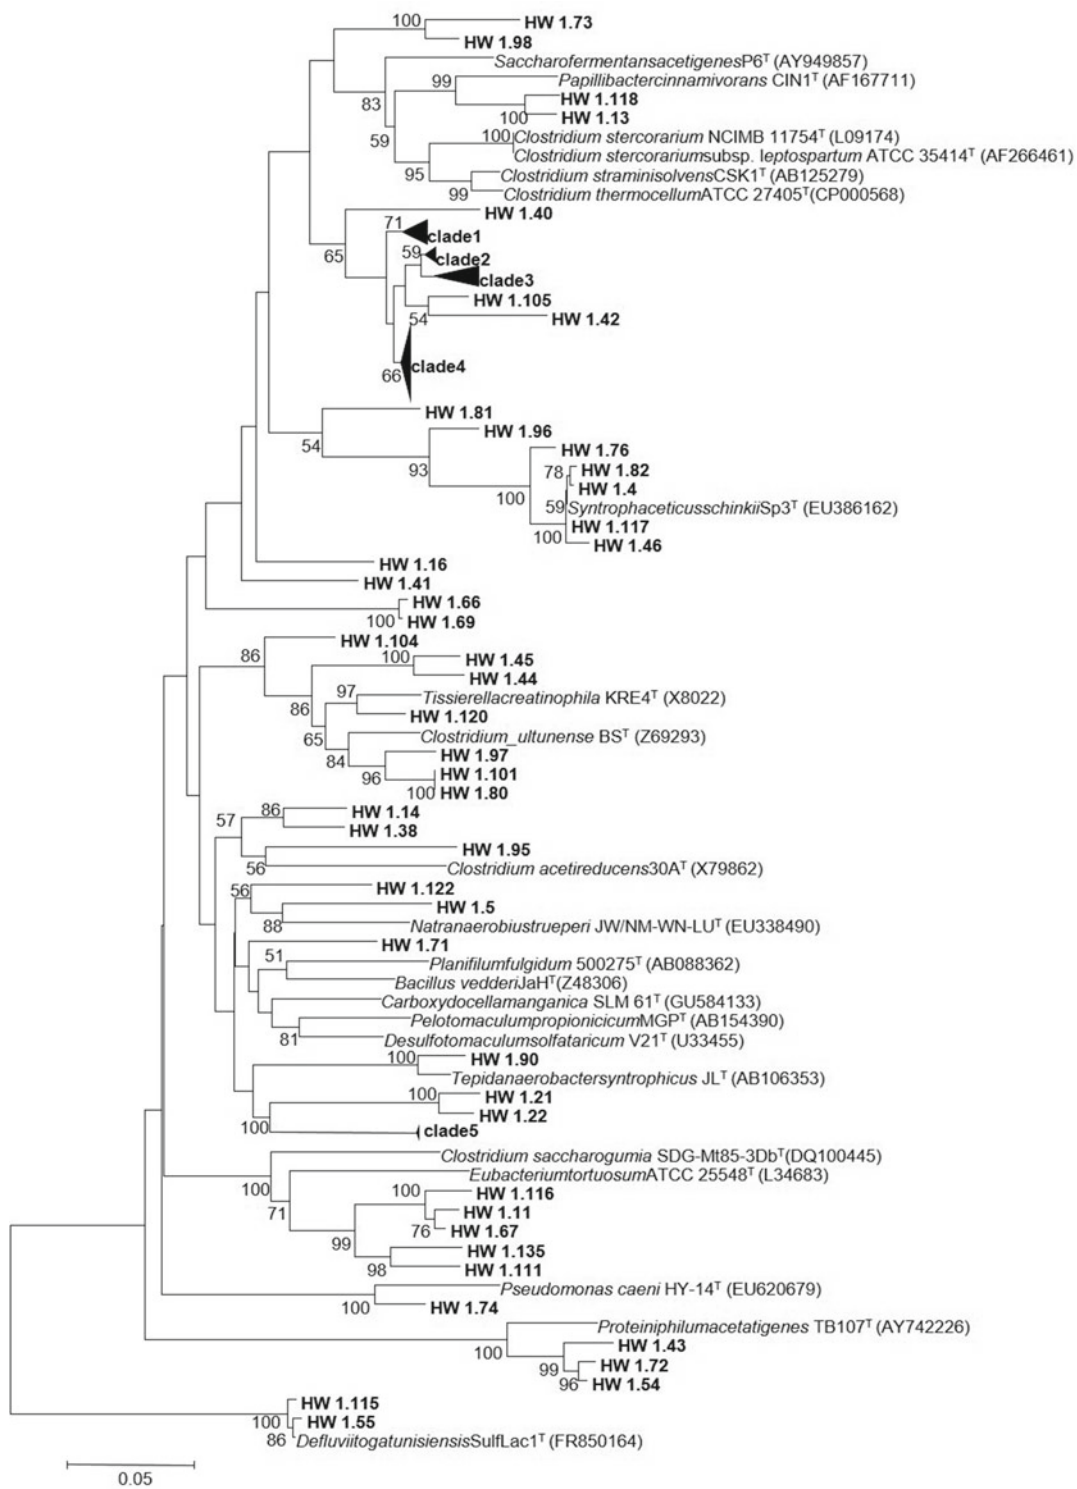 100
HW 1.73
HW 1.98
SaccharofermentansacetigenesP6ᵀ (AY949857)
99
Papillibactercinnamivorans CIN1ᵀ (AF167711)
83
HW 1.118
100
HW 1.13
59
100
Clostridium stercorarium NCIMB 11754ᵀ (L09174)
Clostridium stercorariumsubsp. leptospartum ATCC 35414ᵀ (AF266461)
95
Clostridium straminisolvensCSK1ᵀ (AB125279)
99
Clostridium thermocellumATCC 27405ᵀ(CP000568)
HW 1.40
71
clade1
65
59
clade2
clade3
HW 1.105
54
HW 1.42
66
clade4
HW 1.81
54
HW 1.96
93
HW 1.76
78
HW 1.82
100
HW 1.4
59
SyntrophaceticusschinkiiSp3ᵀ (EU386162)
HW 1.117
100
HW 1.46
HW 1.16
HW 1.41
HW 1.66
100
HW 1.69
HW 1.104
86
100
HW 1.45
HW 1.44
97
Tissierellacreatinophila KRE4ᵀ (X8022)
86
HW 1.120
65
Clostridium_ultunense BSᵀ (Z69293)
84
HW 1.97
96
HW 1.101
100
HW 1.80
86
HW 1.14
57
HW 1.38
HW 1.95
56
Clostridium acetireducens30Aᵀ (X79862)
56
HW 1.122
HW 1.5
88
Natranaerobiustrueperi JW/NM-WN-LUᵀ (EU338490)
HW 1.71
51
Planifilumfulgidum 500275ᵀ (AB088362)
Bacillus vedderiJaHᵀ(Z48306)
Carboxydocellamanganica SLM 61ᵀ (GU584133)
PelotomaculumpropionicicumMGPᵀ (AB154390)
81
Desulfotomaculumsolfataricum V21ᵀ (U33455)
100
HW 1.90
Tepidanaerobactersyntrophicus JLᵀ (AB106353)
100
HW 1.21
HW 1.22
100
clade5
Clostridium saccharogumia SDG-Mt85-3Dbᵀ(DQ100445)
EubacteriumtortuosumATCC 25548ᵀ (L34683)
100
100
HW 1.116
71
HW 1.11
76
HW 1.67
99
HW 1.135
98
HW 1.111
Pseudomonas caeni HY-14ᵀ (EU620679)
100
HW 1.74
Proteiniphilumacetatigenes TB107ᵀ (AY742226)
100
HW 1.43
99
HW 1.72
96
HW 1.54
HW 1.115
100
HW 1.55
86
DefluviitogatunisiensisSulfLac1ᵀ (FR850164)
0.05